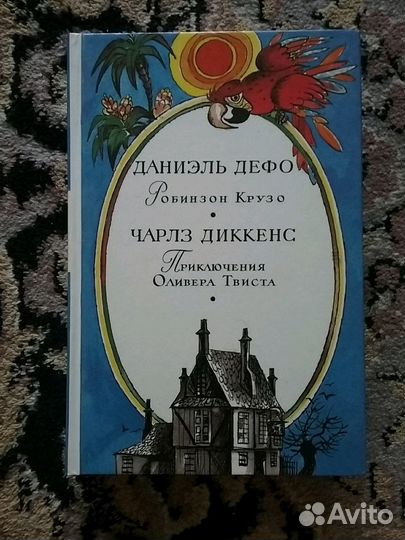 ДАНИЭЛЬ ДЕФО
Робинзон Крузо
•
ЧАРЛЗ ДИККЕНС
Приключения
Оливера Твиста
•
Avito